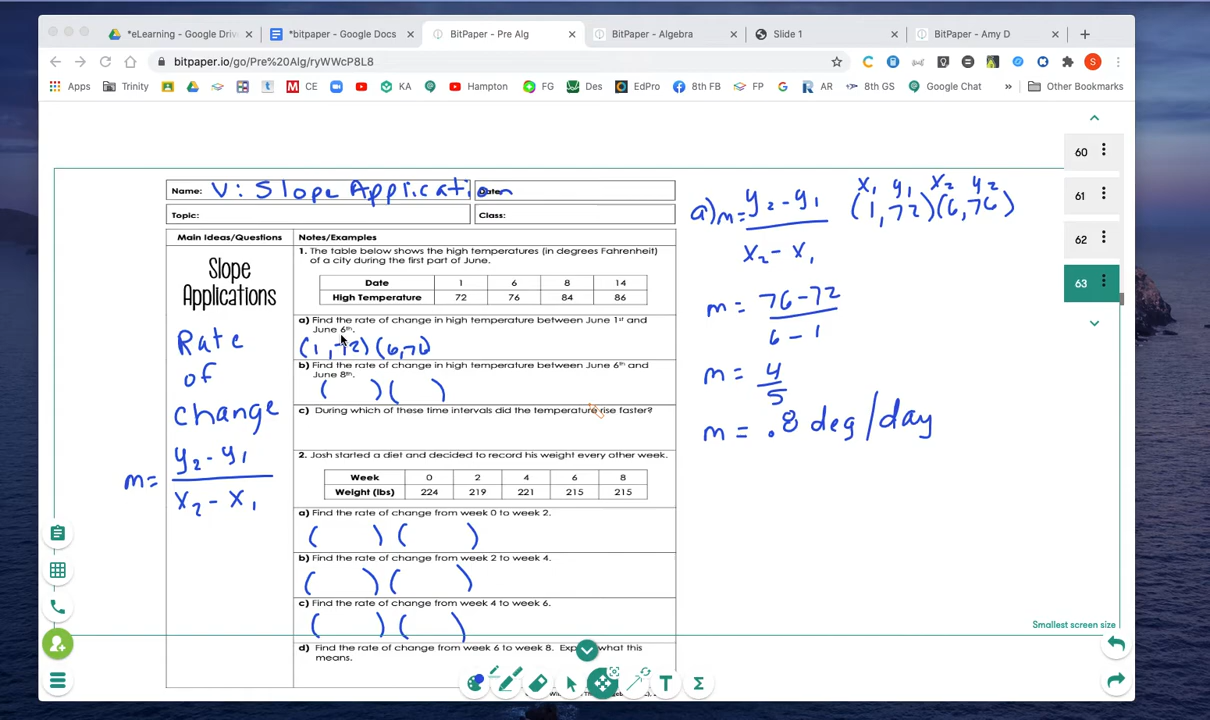 *eLearning - Google Driv
*bitpaper - Google Docs
BitPaper - Pre Alg
BitPaper - Algebra
Slide 1
BitPaper - Amy D
bitpaper.io/go/Pre%20Alg/ryWWcP8L8
Apps
Trinity
CE
KA
Hampton
FG
Des
EdPro
8th FB
FP
AR
8th GS
Google Chat
»
Other Bookmarks
60
61
62
63
Name: V: Slope Application
Date:
Topic:
Class:
Main Ideas/Questions
Notes/Examples
Slope
Applications
Rate
of
change
m= y2 - y1
x2 - x1
1. The table below shows the high temperatures (in degrees Fahrenheit)
of a city during the first part of June.
Date 1 6 8 14
High Temperature 72 76 84 86
a) Find the rate of change in high temperature between June 1st and
June 6th.
(1,72)(6,76)
b) Find the rate of change in high temperature between June 6th and
June 8th.
( )( )
c) During which of these time intervals did the temperature rise faster?
2. Josh started a diet and decided to record his weight every other week.
Week 0 2 4 6 8
Weight (lbs) 224 219 221 215 215
a) Find the rate of change from week 0 to week 2.
( ) ( )
b) Find the rate of change from week 2 to week 4.
( ) ( )
c) Find the rate of change from week 4 to week 6.
( ) ( )
d) Find the rate of change from week 6 to week 8. what this
means.
x1 y1 x2 y2
a) m= y2 - y1 (1,72)(6,76)
x2 - x1
m = 76-72
6 - 1
m = 4
5
m = .8 deg/day
Smallest screen size
T
Σ